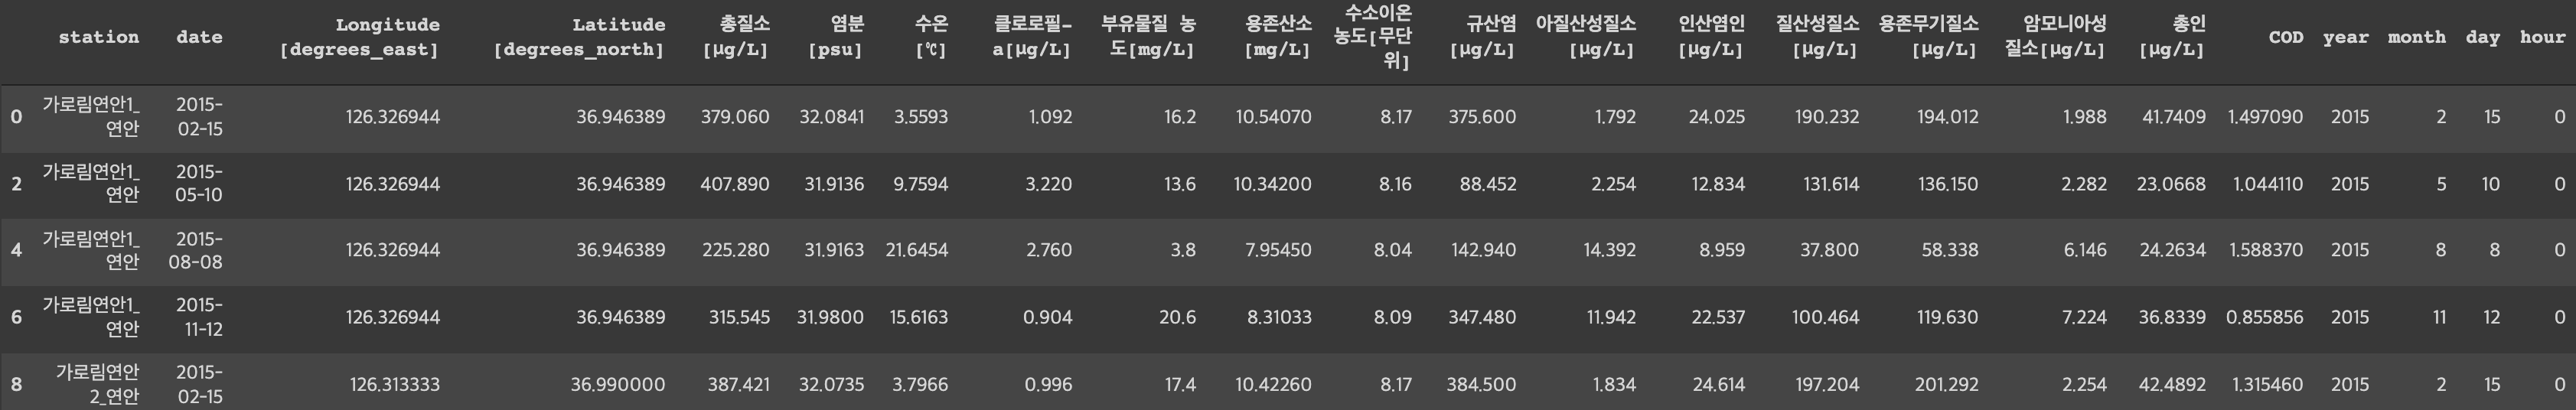 station date Longitude [degrees_east] Latitude [degrees_north] 총질소 [μg/L] 염분 [psu] 수온 [℃] 클로로필-a[μg/L] 부유물질 농도[mg/L] 용존산소 [mg/L] 수소이온농도[무단위] 규산염 [μg/L] 아질산성질소 [μg/L] 인산염인 [μg/L] 질산성질소 [μg/L] 용존무기질소 [μg/L] 암모니아성질소[μg/L] 총인 [μg/L] COD year month day hour
0 가로림연안1_연안 2015-02-15 126.326944 36.946389 379.060 32.0841 3.5593 1.092 16.2 10.54070 8.17 375.600 1.792 24.025 190.232 194.012 1.988 41.7409 1.497090 2015 2 15 0
2 가로림연안1_연안 2015-05-10 126.326944 36.946389 407.890 31.9136 9.7594 3.220 13.6 10.34200 8.16 88.452 2.254 12.834 131.614 136.150 2.282 23.0668 1.044110 2015 5 10 0
4 가로림연안1_연안 2015-08-08 126.326944 36.946389 225.280 31.9163 21.6454 2.760 3.8 7.95450 8.04 142.940 14.392 8.959 37.800 58.338 6.146 24.2634 1.588370 2015 8 8 0
6 가로림연안1_연안 2015-11-12 126.326944 36.946389 315.545 31.9800 15.6163 0.904 20.6 8.31033 8.09 347.480 11.942 22.537 100.464 119.630 7.224 36.8339 0.855856 2015 11 12 0
8 가로림연안2_연안 2015-02-15 126.313333 36.990000 387.421 32.0735 3.7966 0.996 17.4 10.42260 8.17 384.500 1.834 24.614 197.204 201.292 2.254 42.4892 1.315460 2015 2 15 0